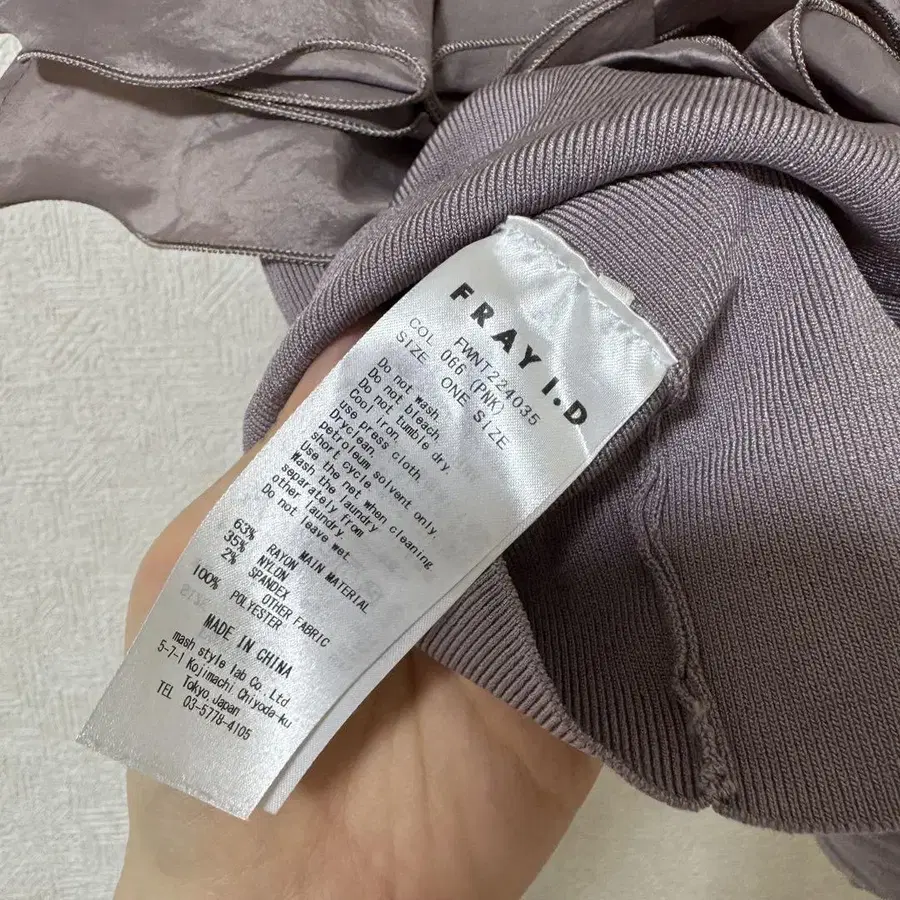 FRAY I.D
FWNT224035
COL 066 (PNK)
SIZE ONE SIZE
Do not wash.
Do not bleach.
Do not tumble dry.
Cool iron.
use press cloth.
Dryclean.
petroleum solvent only.
short cycle
Use the net when cleaning
Wash the laundry
separately from
other laundry
Do not leave wet.
MAIN MATERIAL
63% RAYON
35% NYLON
2% SPANDEX
OTHER FABRIC
100% POLYESTER
MADE IN CHINA
mash style lab Co., Ltd.
5-7-1 Kojimachi Chiyoda-ku
Tokyo, Japan
TEL 03-5778-4105